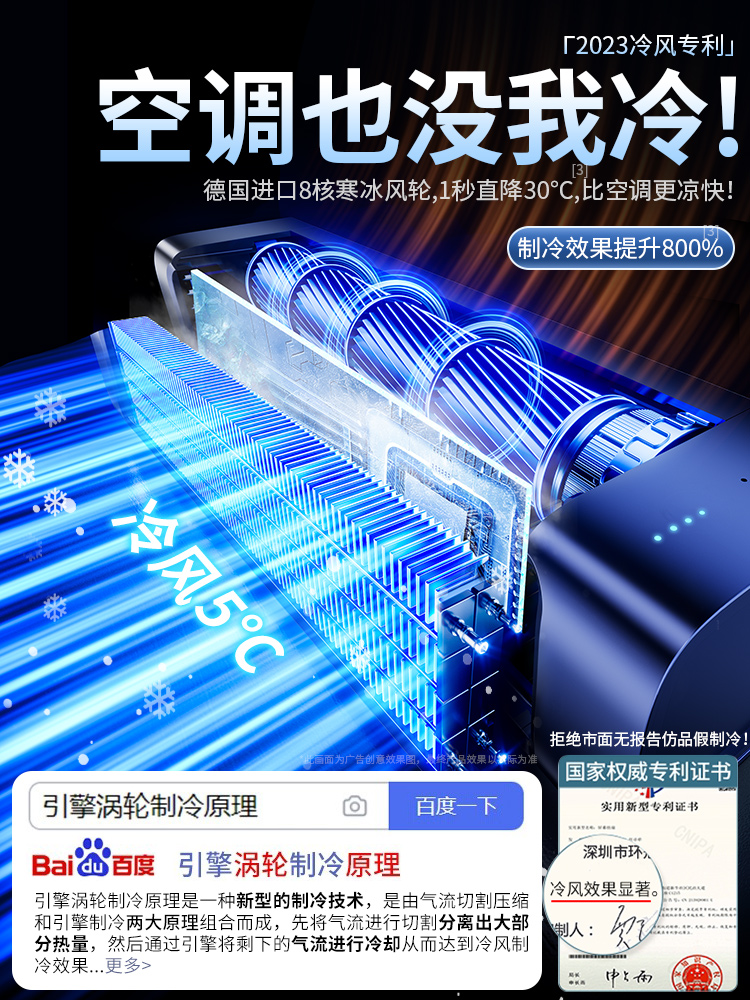 「2023冷风专利」
空调也没我冷!
[3]
德国进口8核寒冰风轮,1秒直降30℃,比空调更凉快!
[3]
制冷效果提升800%
冷风5℃
拒绝市面无报告仿品假制冷!
国家权威专利证书
实用新型专利证书
CNIPA
深圳市环
冷风效果显著。
制人：
局长
申长雨
引擎涡轮制冷原理
百度一下
Bai du 百度 引擎涡轮制冷原理
引擎涡轮制冷原理是一种新型的制冷技术，是由气流切割压缩
和引擎制冷两大原理组合而成，先将气流进行切割分离出大部
分热量，然后通过引擎将剩下的气流进行冷却从而达到冷风制
冷效果...更多>